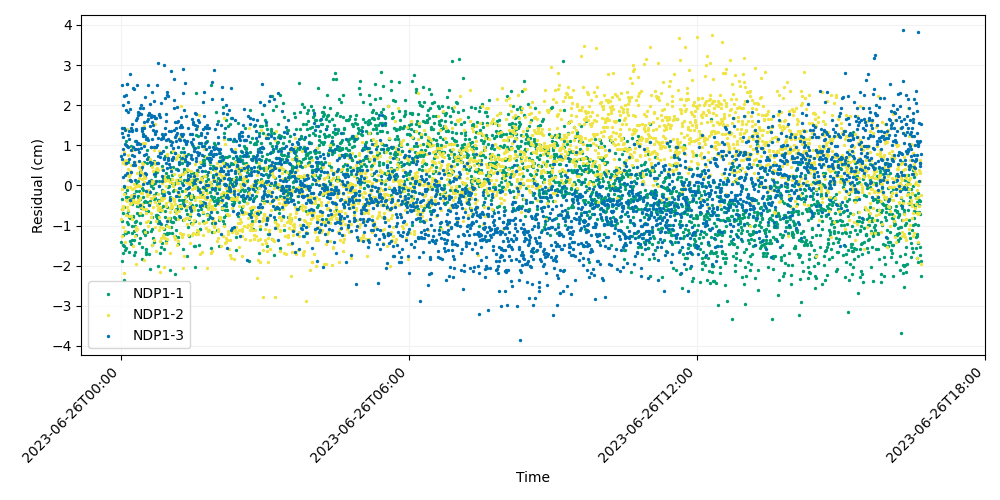 4
3
2
1
0
−1
−2
−3
−4
Residual (cm)
NDP1-1
NDP1-2
NDP1-3
2023-06-26T00:00
2023-06-26T06:00
2023-06-26T12:00
2023-06-26T18:00
Time